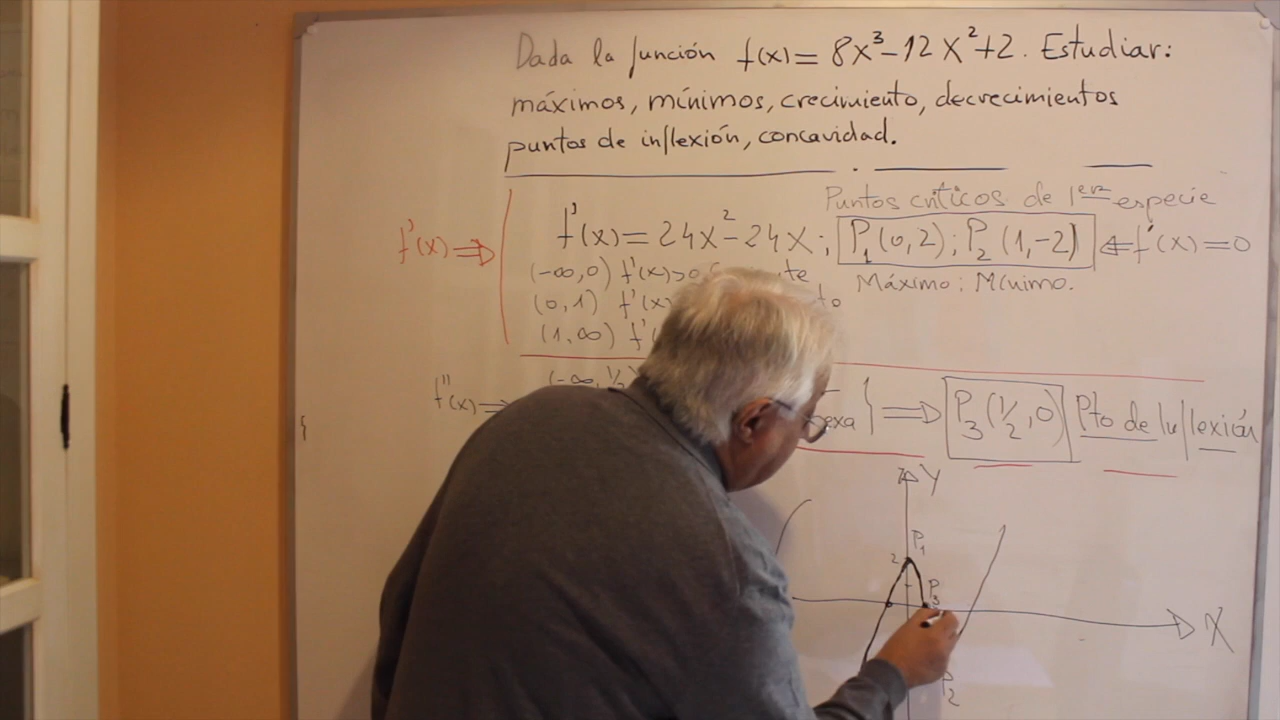 Dada la función f(x)= 8x³-12x²+2. Estudiar:
máximos, mínimos, crecimiento, decrecimientos
puntos de inflexión, concavidad.
Puntos críticos de 1era especie
f'(x)⇒ f'(x)= 24x²-24x; P₁(0,2); P₂(1,-2) ⇐f'(x)=0
(-∞,0) f'(x)>0
Máximo; Mínimo.
(0,1) f'(x)
(1,∞) f'(
f''(x)⇒ (-∞, ½) exa } ⇒ P₃(½,0) Pto de Inflexión
Y
P₁
2
P₃
X
P₂